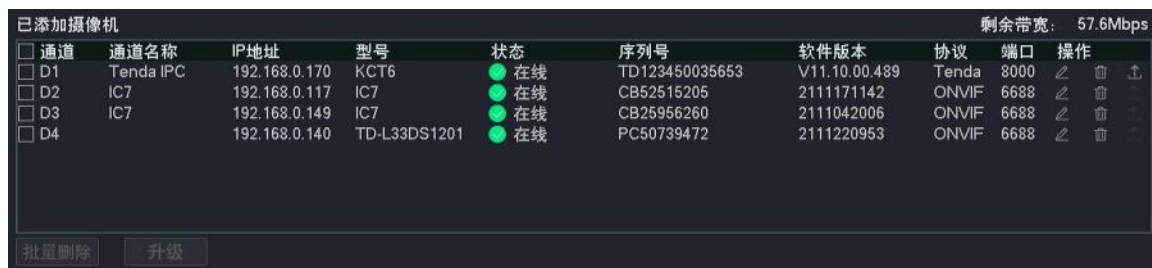 已添加摄像机 剩余带宽： 57.6Mbps
通道 通道名称 IP地址 型号 状态 序列号 软件版本 协议 端口 操作
D1 Tenda IPC 192.168.0.170 KCT6 在线 TD123450035653 V11.10.00.489 Tenda 8000
D2 IC7 192.168.0.117 IC7 在线 CB52515205 2111171142 ONVIF 6688
D3 IC7 192.168.0.149 IC7 在线 CB25956260 2111042006 ONVIF 6688
D4 192.168.0.140 TD-L33DS1201 在线 PC50739472 2111220953 ONVIF 6688
批量删除 升级